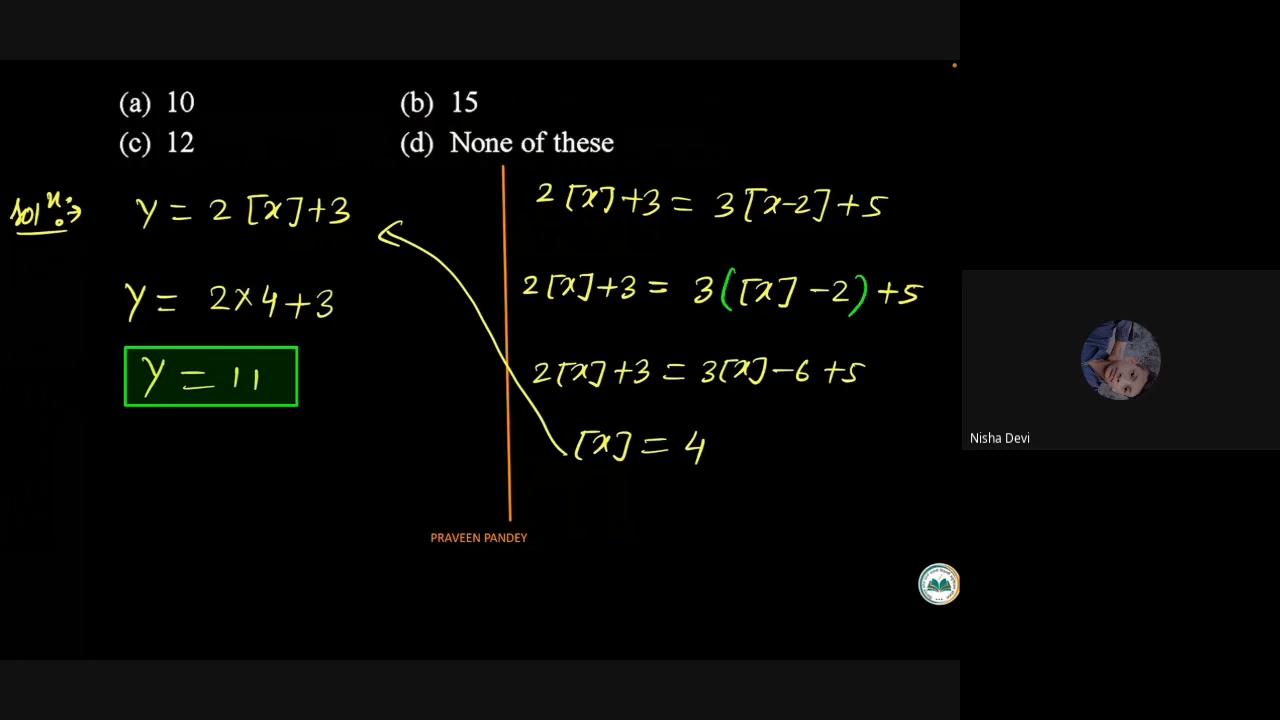 (a) 10 (b) 15
(c) 12 (d) None of these
Solⁿ:→ y = 2[x]+3
y = 2×4+3
y = 11
2[x]+3 = 3[x-2]+5
2[x]+3 = 3([x]-2)+5
2[x]+3 = 3[x]-6+5
[x] = 4
PRAVEEN PANDEY
Nisha Devi